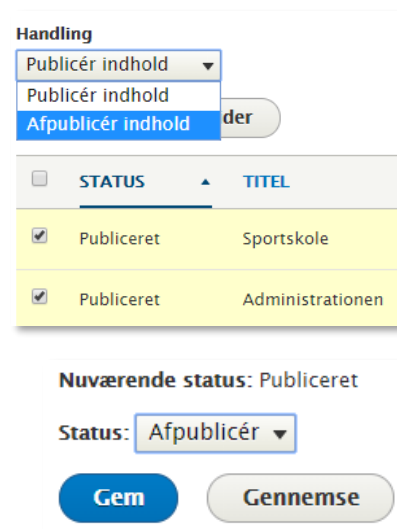 Handling
Publicér indhold
Publicér indhold
Afpublicér indhold der
STATUS TITEL
Publiceret Sportskole
Publiceret Administrationen
Nuværende status: Publiceret
Status: Afpublicér
Gem Gennemse